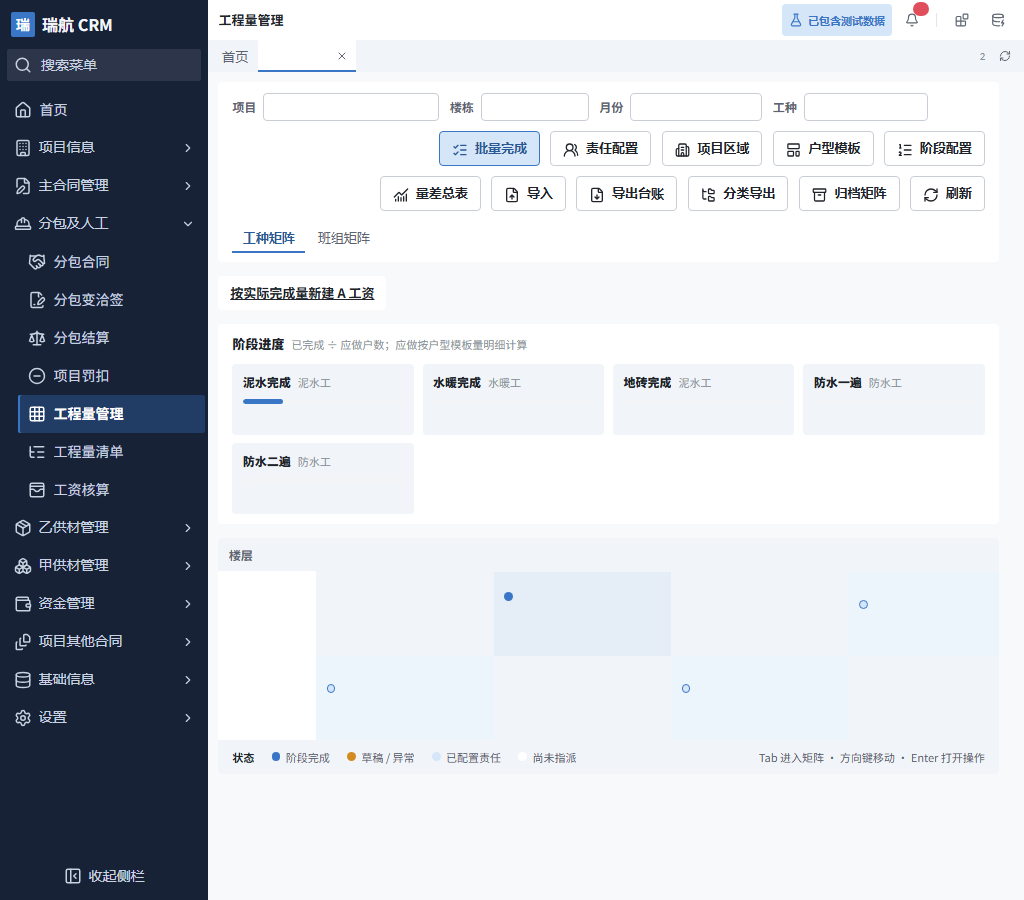 瑞 瑞航 CRM
工程量管理
已包含测试数据
搜索菜单
首页
2
首页
项目信息
主合同管理
分包及人工
分包合同
分包变洽签
分包结算
项目罚扣
工程量管理
工程量清单
工资核算
乙供材管理
甲供材管理
资金管理
项目其他合同
基础信息
设置
收起侧栏
项目
楼栋
月份
工种
批量完成
责任配置
项目区域
户型模板
阶段配置
量差总表
导入
导出台账
分类导出
归档矩阵
刷新
工种矩阵
班组矩阵
按实际完成量新建 A 工资
阶段进度 已完成 ÷ 应做户数；应做按户型模板量明细计算
泥水完成 泥水工
水暖完成 水暖工
地砖完成 泥水工
防水一遍 防水工
防水二遍 防水工
楼层
状态 阶段完成 草稿 / 异常 已配置责任 尚未指派
Tab 进入矩阵 · 方向键移动 · Enter 打开操作